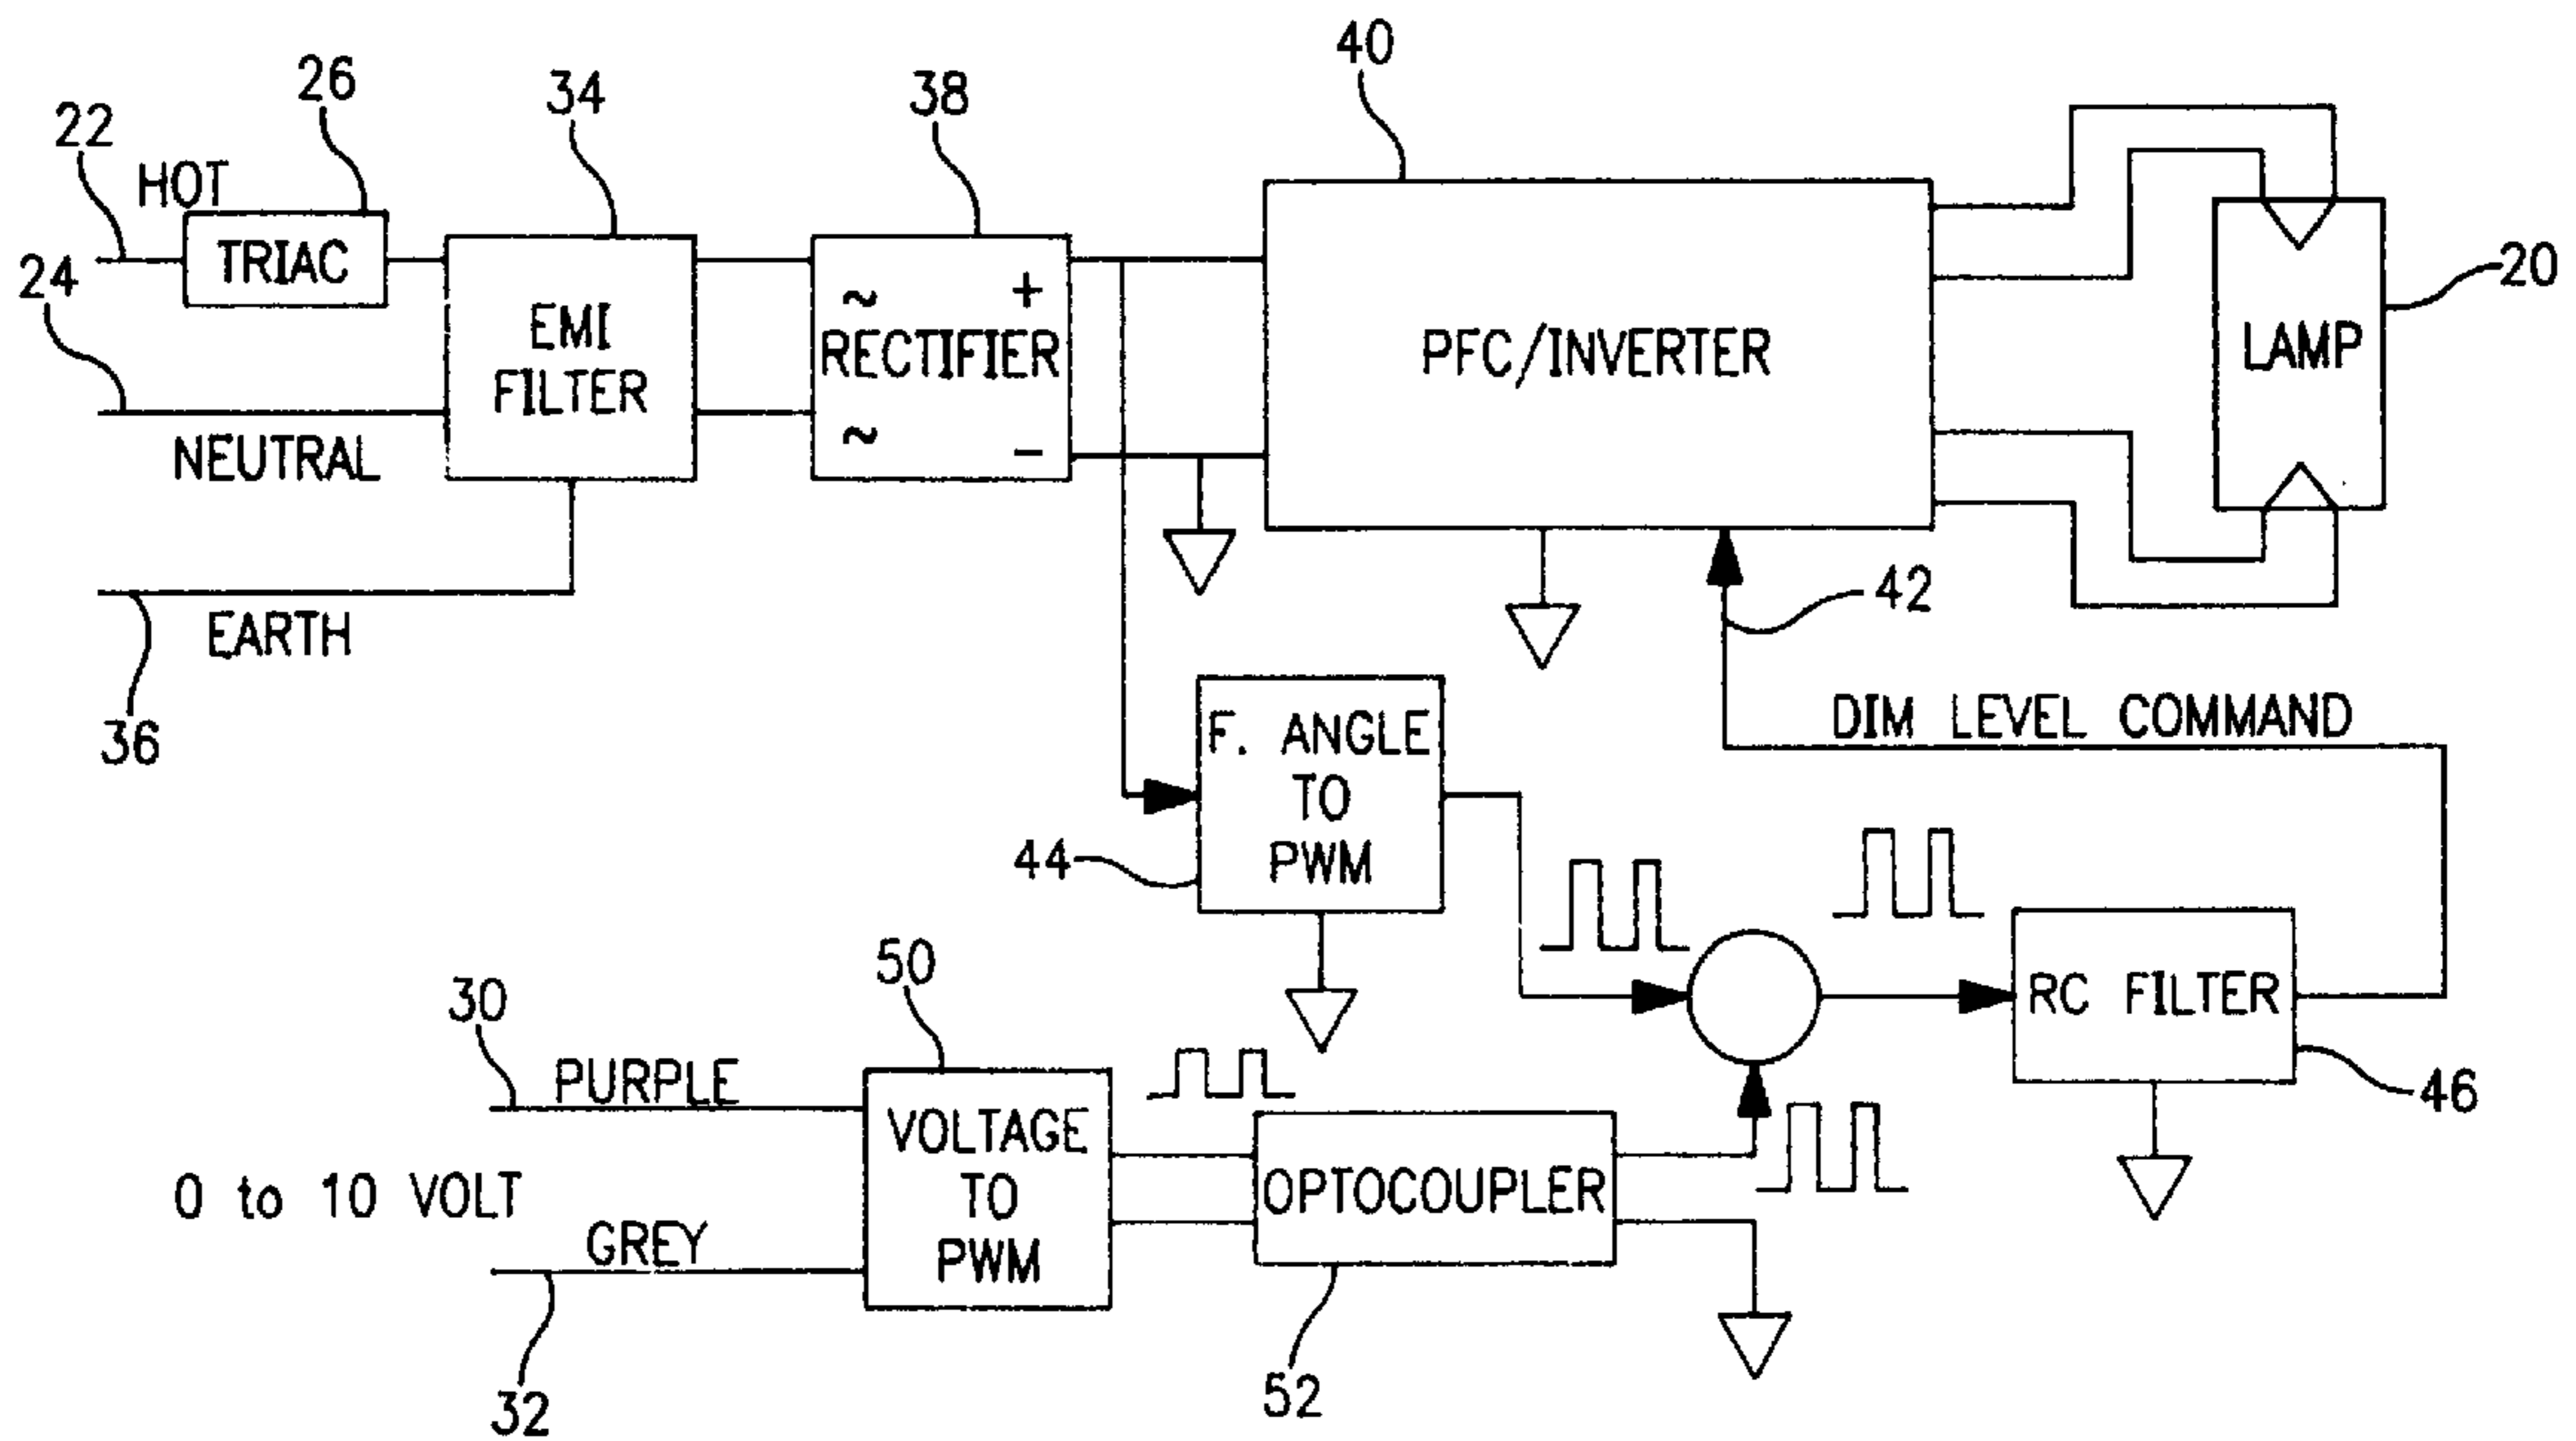 40
26
34
38
22
HOT
TRIAC
24
20
~ +
EMI
FILTER
RECTIFIER
PFC/INVERTER
LAMP
~ −
NEUTRAL
42
EARTH
36
DIM LEVEL COMMAND
F. ANGLE
TO
PWM
44
50
30
PURPLE
RC FILTER
46
VOLTAGE
TO
PWM
OPTOCOUPLER
0 to 10 VOLT
GREY
32
52